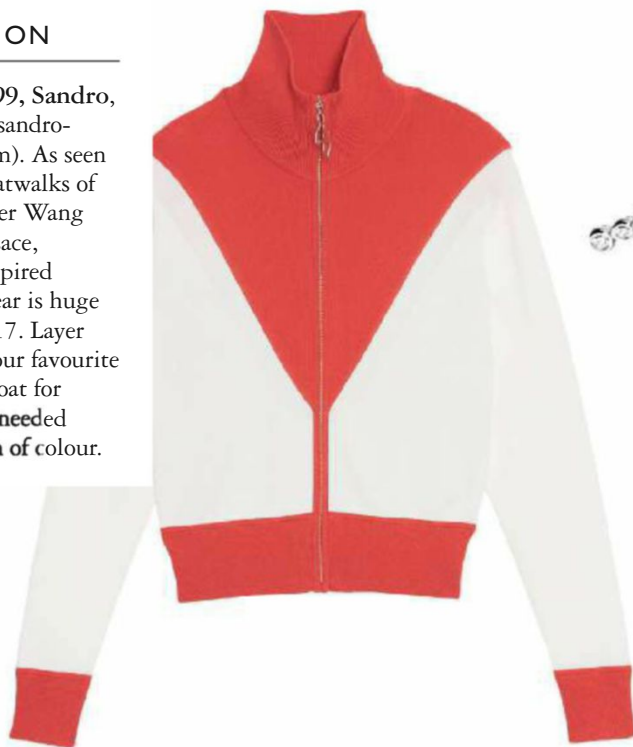 ON
99, Sandro,
sandro-
m). As seen
atwalks of
er Wang
ace,
pired
ear is huge
17. Layer
our favourite
oat for
needed
n of colour.